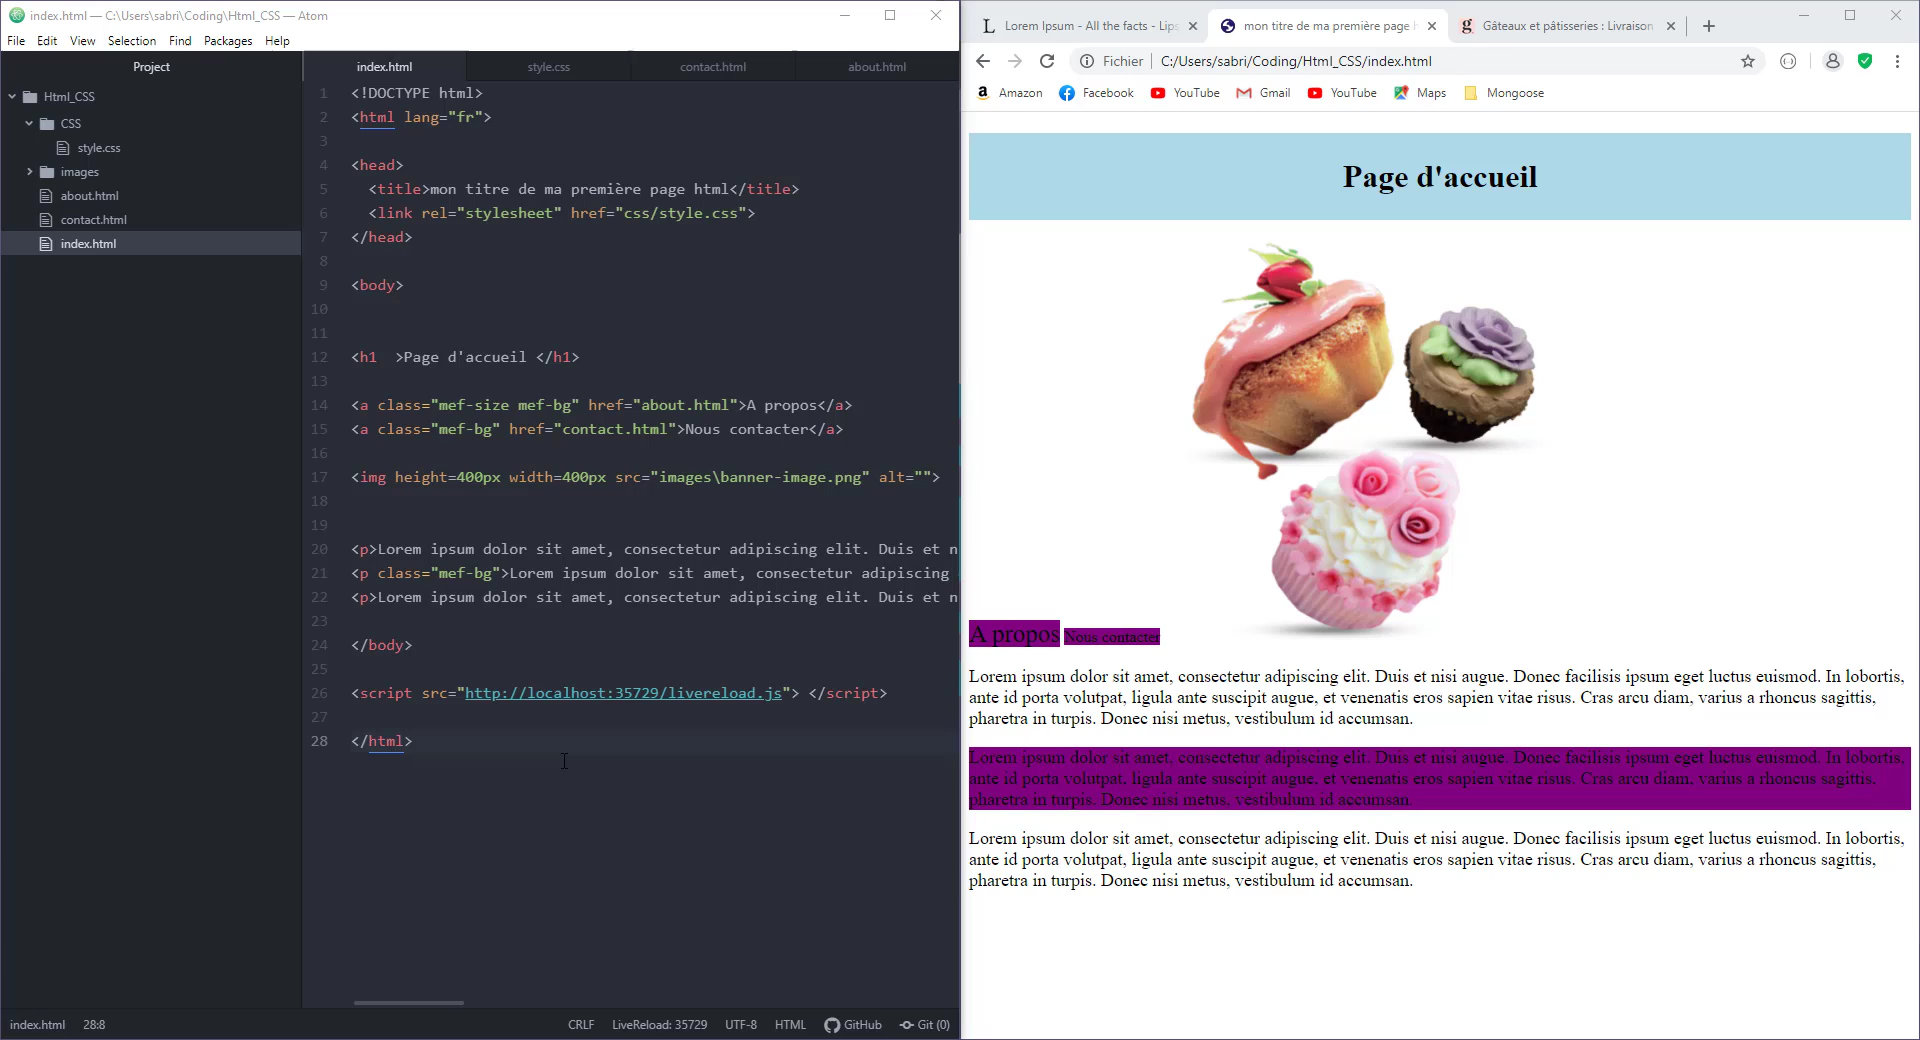 index.html — C:\Users\sabri\Coding\Html_CSS — Atom
File Edit View Selection Find Packages Help
Project
Html_CSS
CSS
style.css
images
about.html
contact.html
index.html
index.html style.css contact.html about.html
1 <!DOCTYPE html>
2 <html lang="fr">
3
4 <head>
5 <title>mon titre de ma première page html</title>
6 <link rel="stylesheet" href="css/style.css">
7 </head>
8
9 <body>
10
11
12 <h1  >Page d'accueil </h1>
13
14 <a class="mef-size mef-bg" href="about.html">A propos</a>
15 <a class="mef-bg" href="contact.html">Nous contacter</a>
16
17 <img height=400px width=400px src="images\banner-image.png" alt="">
18
19
20 <p>Lorem ipsum dolor sit amet, consectetur adipiscing elit. Duis et n
21 <p class="mef-bg">Lorem ipsum dolor sit amet, consectetur adipiscing
22 <p>Lorem ipsum dolor sit amet, consectetur adipiscing elit. Duis et n
23
24 </body>
25
26 <script src="http://localhost:35729/livereload.js"> </script>
27
28 </html>
index.html 28:8 CRLF LiveReload: 35729 UTF-8 HTML GitHub Git (0)
Lorem Ipsum - All the facts - Lips mon titre de ma première page h Gâteaux et pâtisseries : Livraison
Fichier C:/Users/sabri/Coding/Html_CSS/index.html
Amazon Facebook YouTube Gmail YouTube Maps Mongoose
Page d'accueil
A propos Nous contacter
Lorem ipsum dolor sit amet, consectetur adipiscing elit. Duis et nisi augue. Donec facilisis ipsum eget luctus euismod. In lobortis,
ante id porta volutpat, ligula ante suscipit augue, et venenatis eros sapien vitae risus. Cras arcu diam, varius a rhoncus sagittis,
pharetra in turpis. Donec nisi metus, vestibulum id accumsan.
Lorem ipsum dolor sit amet, consectetur adipiscing elit. Duis et nisi augue. Donec facilisis ipsum eget luctus euismod. In lobortis,
ante id porta volutpat, ligula ante suscipit augue, et venenatis eros sapien vitae risus. Cras arcu diam, varius a rhoncus sagittis,
pharetra in turpis. Donec nisi metus, vestibulum id accumsan.
Lorem ipsum dolor sit amet, consectetur adipiscing elit. Duis et nisi augue. Donec facilisis ipsum eget luctus euismod. In lobortis,
ante id porta volutpat, ligula ante suscipit augue, et venenatis eros sapien vitae risus. Cras arcu diam, varius a rhoncus sagittis,
pharetra in turpis. Donec nisi metus, vestibulum id accumsan.